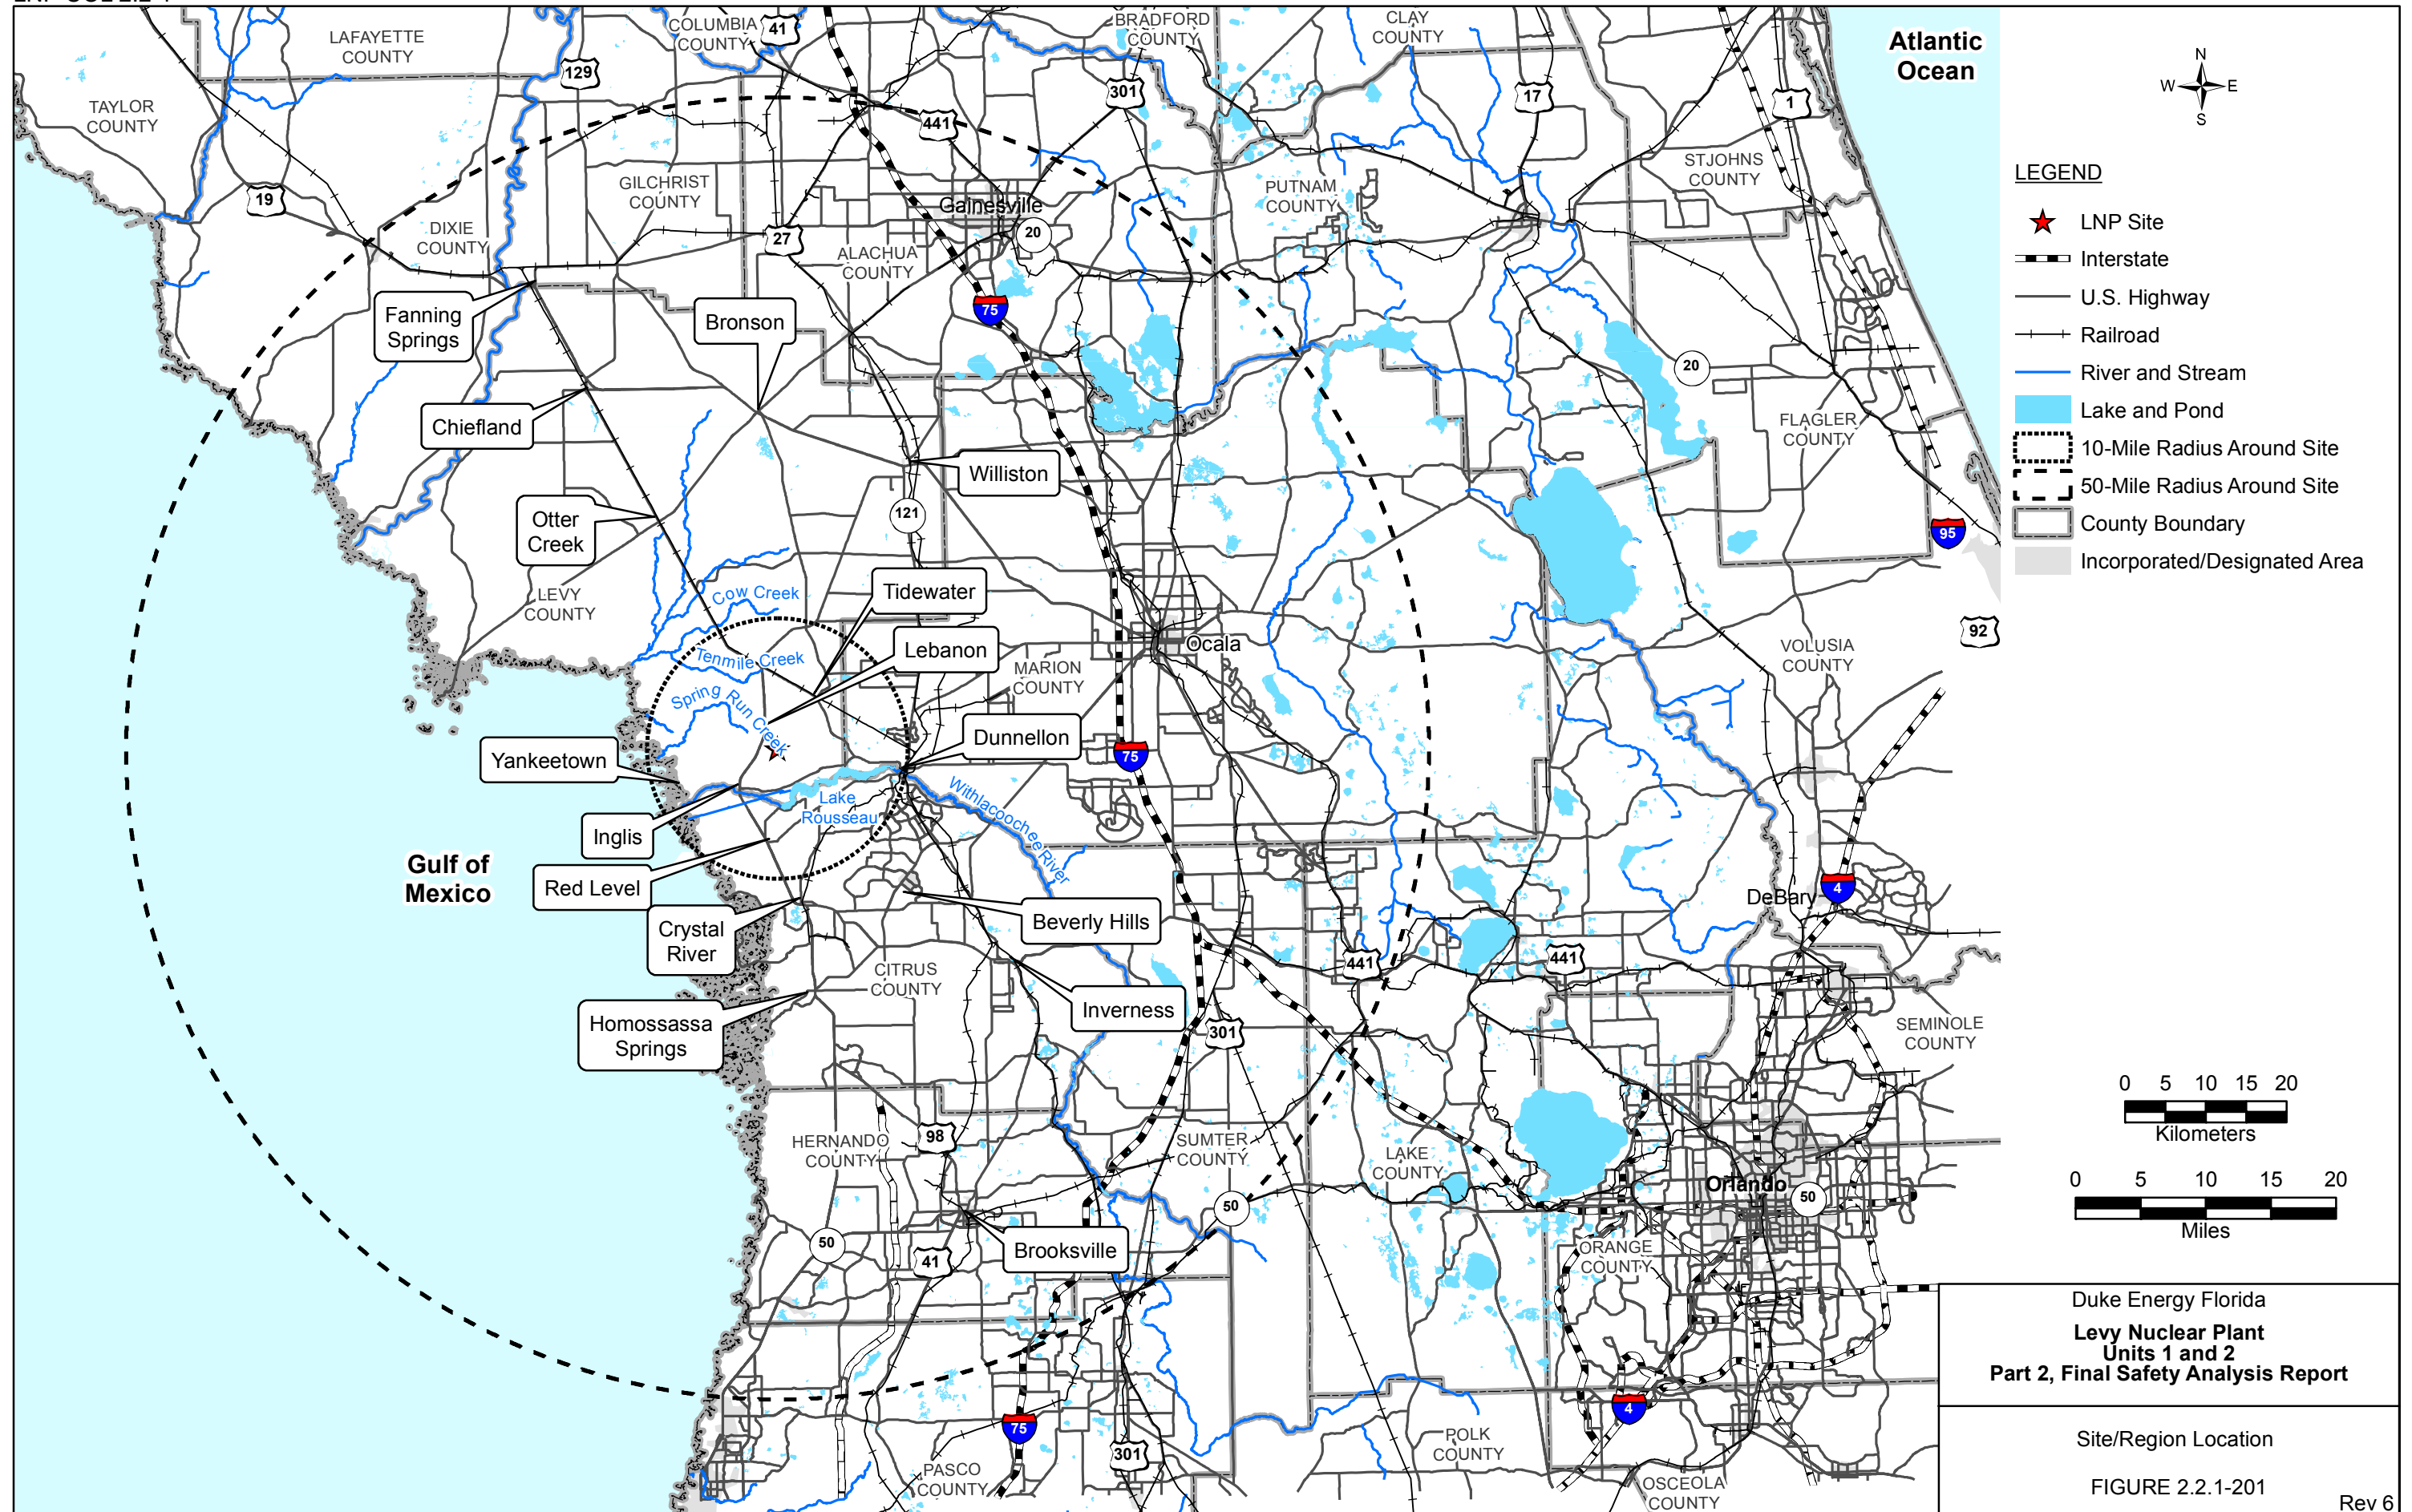 LAFAYETTE
COUNTY
COLUMBIA
COUNTY
41
BRADFORD
COUNTY
CLAY
COUNTY
Atlantic
Ocean
N
W
E
S
129
TAYLOR
COUNTY
301
17
1
441
19
GILCHRIST
COUNTY
DIXIE
COUNTY
27
Gainesville
20
ALACHUA
COUNTY
PUTNAM
COUNTY
STJOHNS
COUNTY
LEGEND
LNP Site
Interstate
U.S. Highway
Railroad
River and Stream
Lake and Pond
10-Mile Radius Around Site
50-Mile Radius Around Site
County Boundary
Incorporated/Designated Area
Fanning
Springs
Bronson
75
20
FLAGLER
COUNTY
Chiefland
Williston
Otter
Creek
121
95
LEVY
COUNTY
Cow Creek
Tidewater
92
Tenmile Creek
Lebanon
Ocala
MARION
COUNTY
VOLUSIA
COUNTY
Spring Run Creek
Dunnellon
Yankeetown
75
Lake
Rousseau
Withlacoochee River
Inglis
Gulf of
Mexico
Red Level
4
DeBary
Crystal
River
Beverly Hills
CITRUS
COUNTY
441
441
Inverness
Homossassa
Springs
301
SEMINOLE
COUNTY
0 5 10 15 20
Kilometers
HERNANDO
COUNTY
98
SUMTER
COUNTY
LAKE
COUNTY
Orlando
50
0 5 10 15 20
Miles
50
50
41
Brooksville
ORANGE
COUNTY
Duke Energy Florida
Levy Nuclear Plant
Units 1 and 2
Part 2, Final Safety Analysis Report
75
301
4
POLK
COUNTY
PASCO
COUNTY
OSCEOLA
COUNTY
Site/Region Location
FIGURE 2.2.1-201
Rev 6